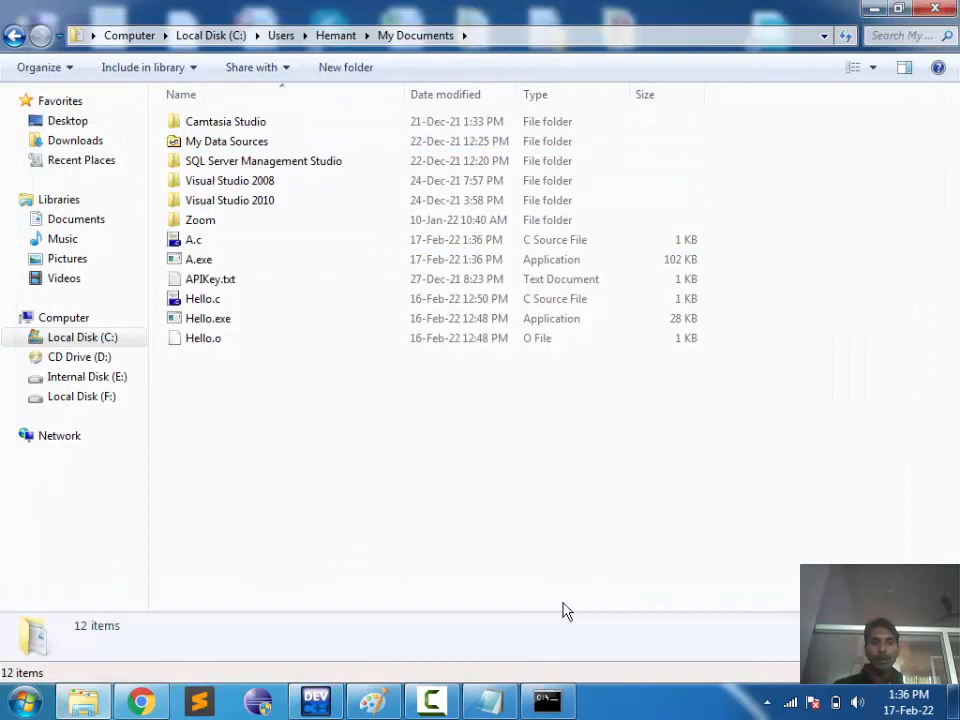 Computer Local Disk (C:) Users Hemant My Documents Search My ...
Organize Include in library Share with New folder
Name Date modified Type Size
Favorites
Desktop
Downloads
Recent Places
Libraries
Documents
Music
Pictures
Videos
Computer
Local Disk (C:)
CD Drive (D:)
Internal Disk (E:)
Local Disk (F:)
Network
Camtasia Studio 21-Dec-21 1:33 PM File folder
My Data Sources 22-Dec-21 12:25 PM File folder
SQL Server Management Studio 22-Dec-21 12:20 PM File folder
Visual Studio 2008 24-Dec-21 7:57 PM File folder
Visual Studio 2010 24-Dec-21 3:58 PM File folder
Zoom 10-Jan-22 10:40 AM File folder
A.c 17-Feb-22 1:36 PM C Source File 1 KB
A.exe 17-Feb-22 1:36 PM Application 102 KB
APIKey.txt 27-Dec-21 8:23 PM Text Document 1 KB
Hello.c 16-Feb-22 12:50 PM C Source File 1 KB
Hello.exe 16-Feb-22 12:48 PM Application 28 KB
Hello.o 16-Feb-22 12:48 PM O File 1 KB
12 items
12 items
DEV
C:\
1:36 PM
17-Feb-22